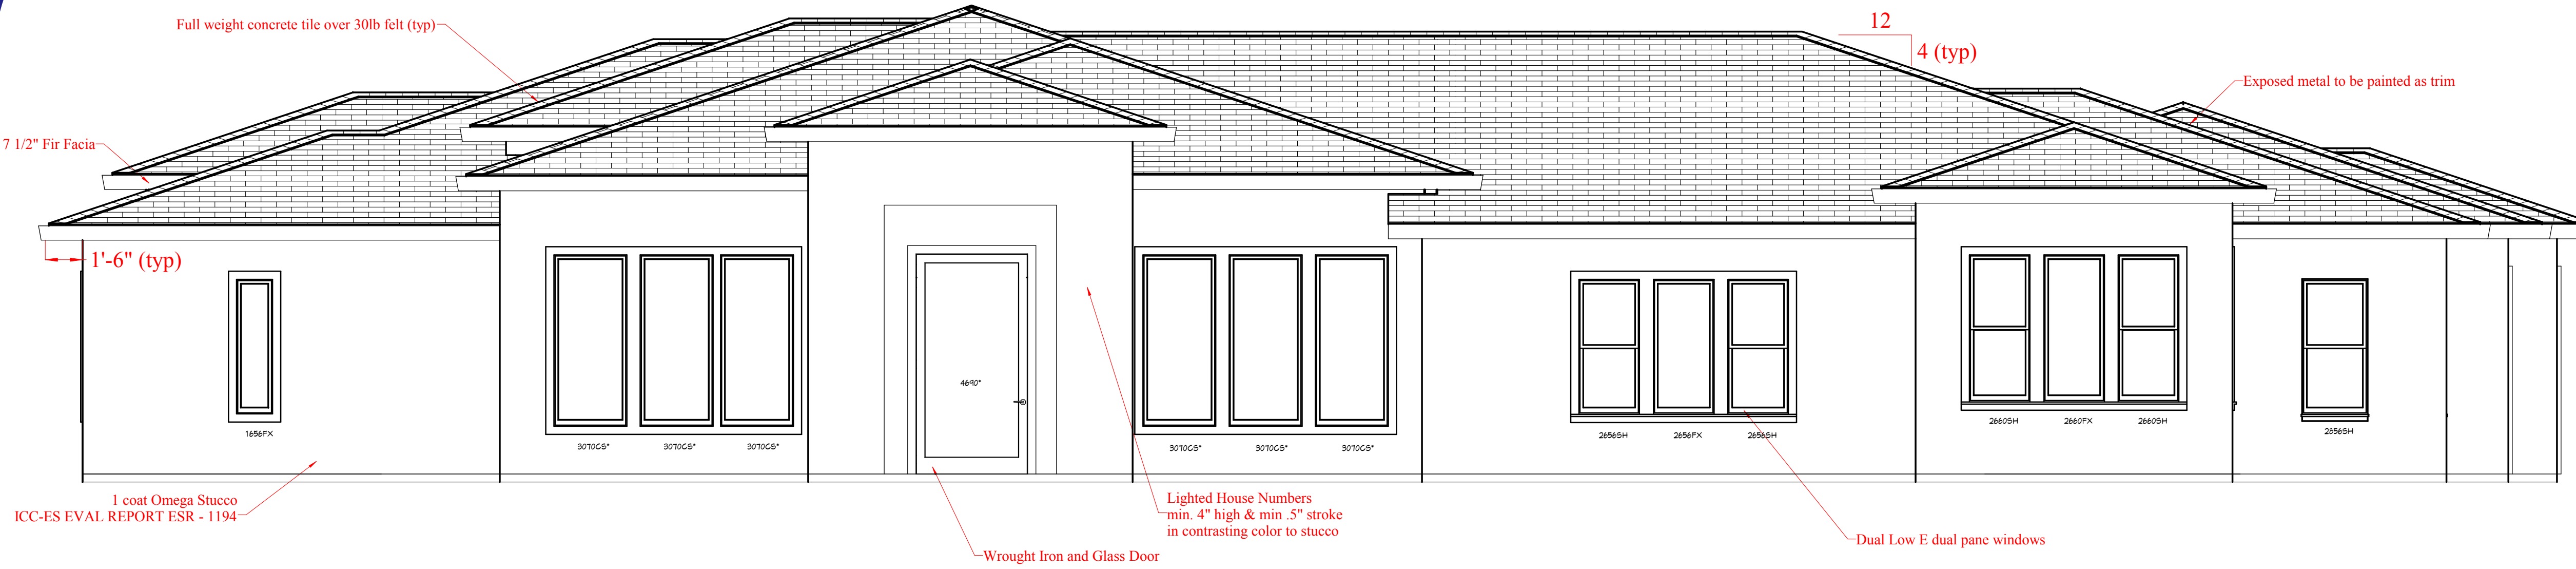 Full weight concrete tile over 30lb felt (typ)
12
4 (typ)
Exposed metal to be painted as trim
7 1/2" Fir Facia
1'-6" (typ)
4690*
1656FX
3070CS*
3070CS*
3070CS*
3070CS*
3070CS*
3070CS*
2656SH
2656FX
2656SH
2660SH
2660FX
2660SH
2656SH
1 coat Omega Stucco
ICC-ES EVAL REPORT ESR - 1194
Lighted House Numbers
min. 4" high & min .5" stroke
in contrasting color to stucco
Wrought Iron and Glass Door
Dual Low E dual pane windows